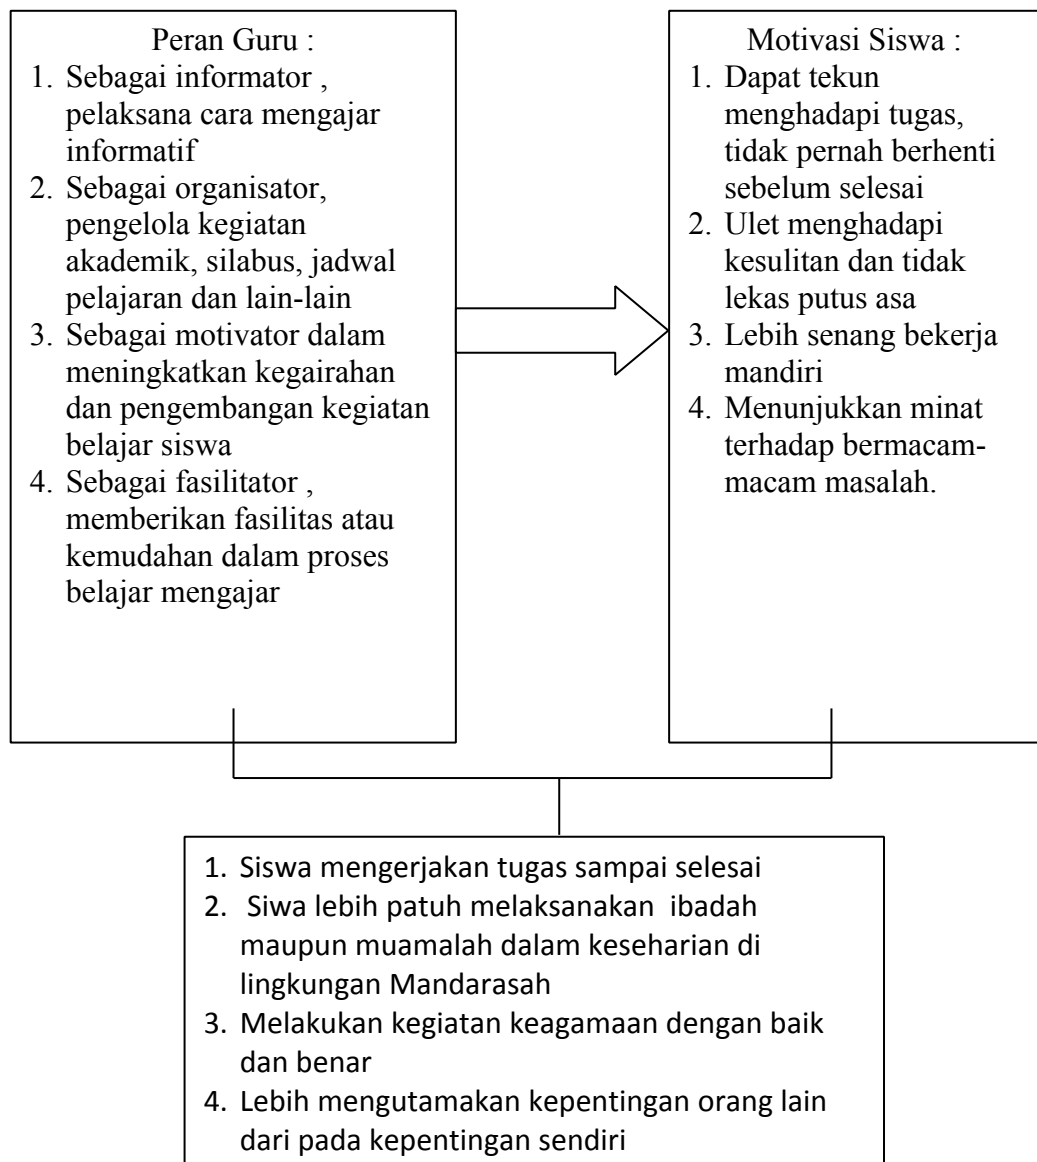 Peran Guru :
1. Sebagai informator ,
pelaksana cara mengajar
informatif
2. Sebagai organisator,
pengelola kegiatan
akademik, silabus, jadwal
pelajaran dan lain-lain
3. Sebagai motivator dalam
meningkatkan kegairahan
dan pengembangan kegiatan
belajar siswa
4. Sebagai fasilitator ,
memberikan fasilitas atau
kemudahan dalam proses
belajar mengajar
Motivasi Siswa :
1. Dapat tekun
menghadapi tugas,
tidak pernah berhenti
sebelum selesai
2. Ulet menghadapi
kesulitan dan tidak
lekas putus asa
3. Lebih senang bekerja
mandiri
4. Menunjukkan minat
terhadap bermacam-
macam masalah.
1. Siswa mengerjakan tugas sampai selesai
2. Siwa lebih patuh melaksanakan ibadah
maupun muamalah dalam keseharian di
lingkungan Mandarasah
3. Melakukan kegiatan keagamaan dengan baik
dan benar
4. Lebih mengutamakan kepentingan orang lain
dari pada kepentingan sendiri